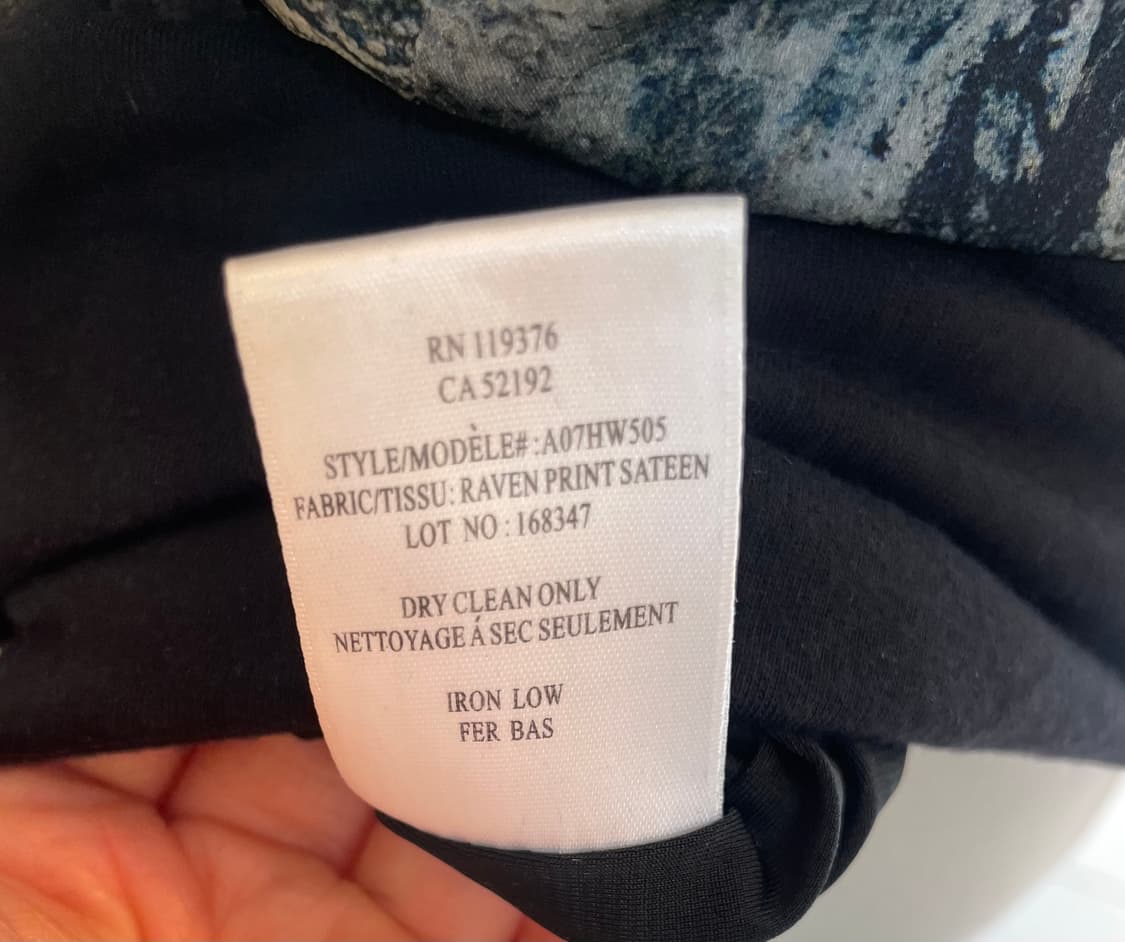 RN 119376
CA 52192
STYLE/MODÈLE# : A07HW505
FABRIC/TISSU: RAVEN PRINT SATEEN
LOT NO : 168347
DRY CLEAN ONLY
NETTOYAGE Á SEC SEULEMENT
IRON LOW
FER BAS